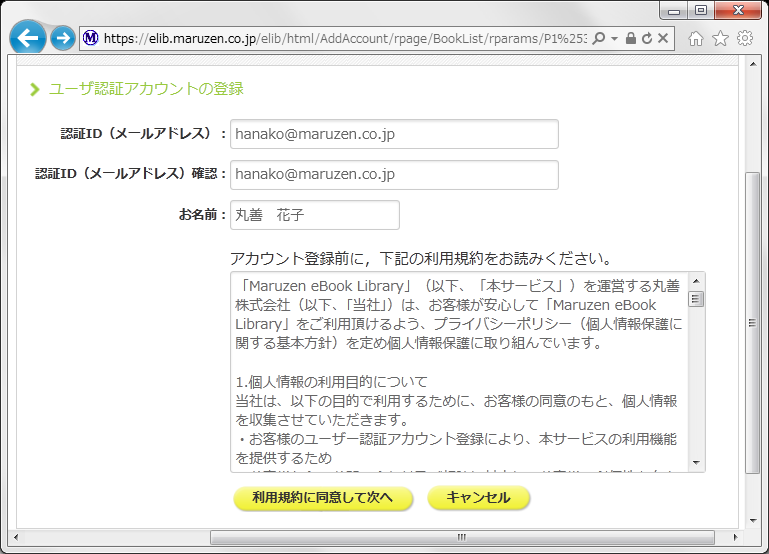 https://elib.maruzen.co.jp/elib/html/AddAccount/rpage/BookList/rparams/P1%253
ユーザ認証アカウントの登録
認証ID（メールアドレス）：hanako@maruzen.co.jp
認証ID（メールアドレス）確認：hanako@maruzen.co.jp
お名前：丸善　花子
アカウント登録前に，下記の利用規約をお読みください。
「Maruzen eBook Library」（以下、「本サービス」）を運営する丸善
株式会社（以下、「当社」）は、お客様が安心して「Maruzen eBook
Library」をご利用頂けるよう、プライバシーポリシー（個人情報保護に
関する基本方針）を定め個人情報保護に取り組んでいます。
1.個人情報の利用目的について
当社は、以下の目的で利用するために、お客様の同意のもと、個人情報
を収集させていただきます。
・お客様のユーザー認証アカウント登録により、本サービスの利用機能
を提供するため
利用規約に同意して次へ　キャンセル